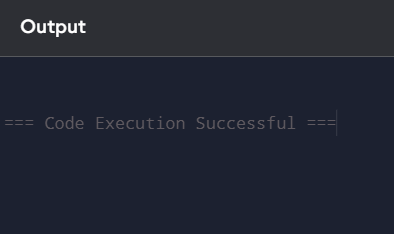 Output
=== Code Execution Successful ===